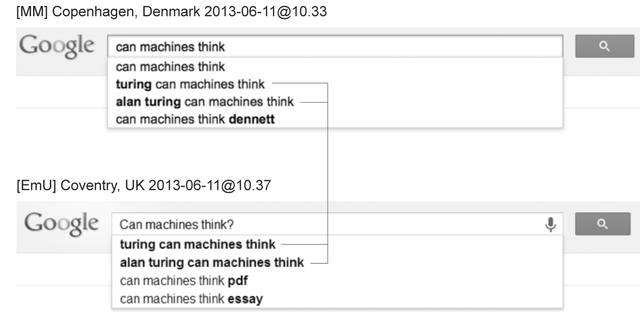 [MM] Copenhagen, Denmark 2013-06-11@10.33
Google can machines think
can machines think
turing can machines think
alan turing can machines think
can machines think dennett
[EmU] Coventry, UK 2013-06-11@10.37
Google Can machines think?
turing can machines think
alan turing can machines think
can machines think pdf
can machines think essay